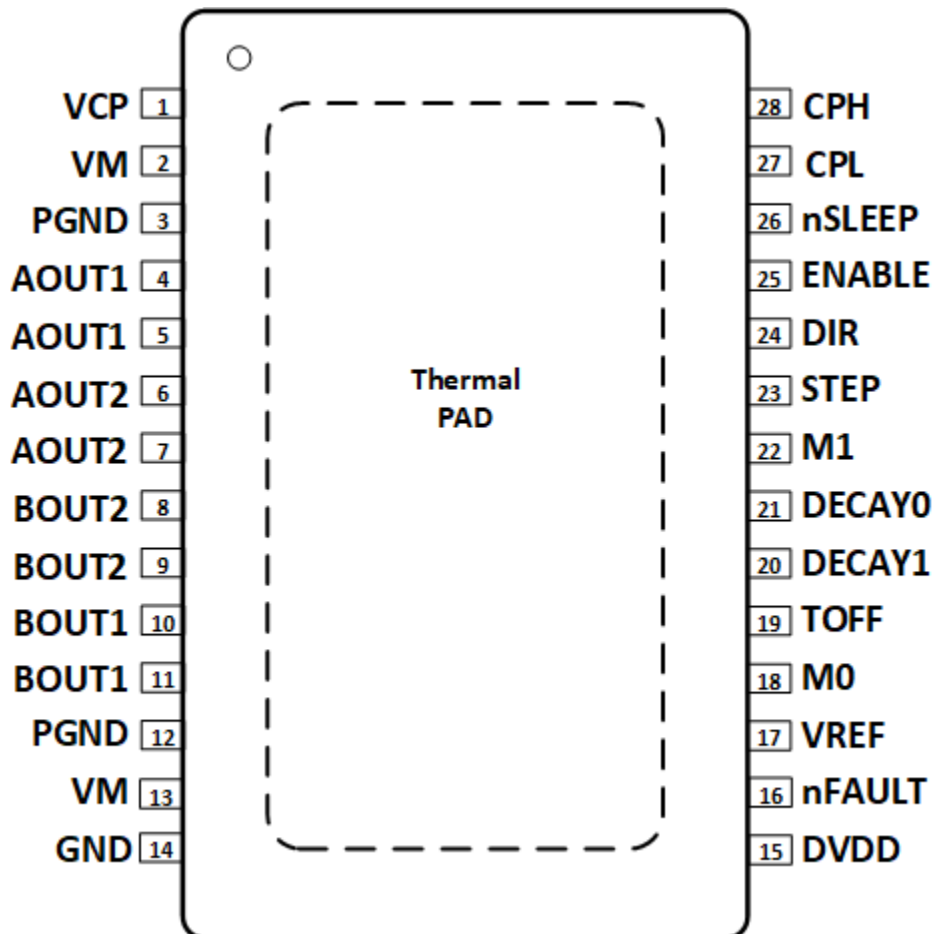 VCP 1 28 CPH
VM 2 27 CPL
PGND 3 26 nSLEEP
AOUT1 4 25 ENABLE
AOUT1 5 24 DIR
AOUT2 6 23 STEP
Thermal
PAD
AOUT2 7 22 M1
BOUT2 8 21 DECAY0
BOUT2 9 20 DECAY1
BOUT1 10 19 TOFF
BOUT1 11 18 M0
PGND 12 17 VREF
VM 13 16 nFAULT
GND 14 15 DVDD